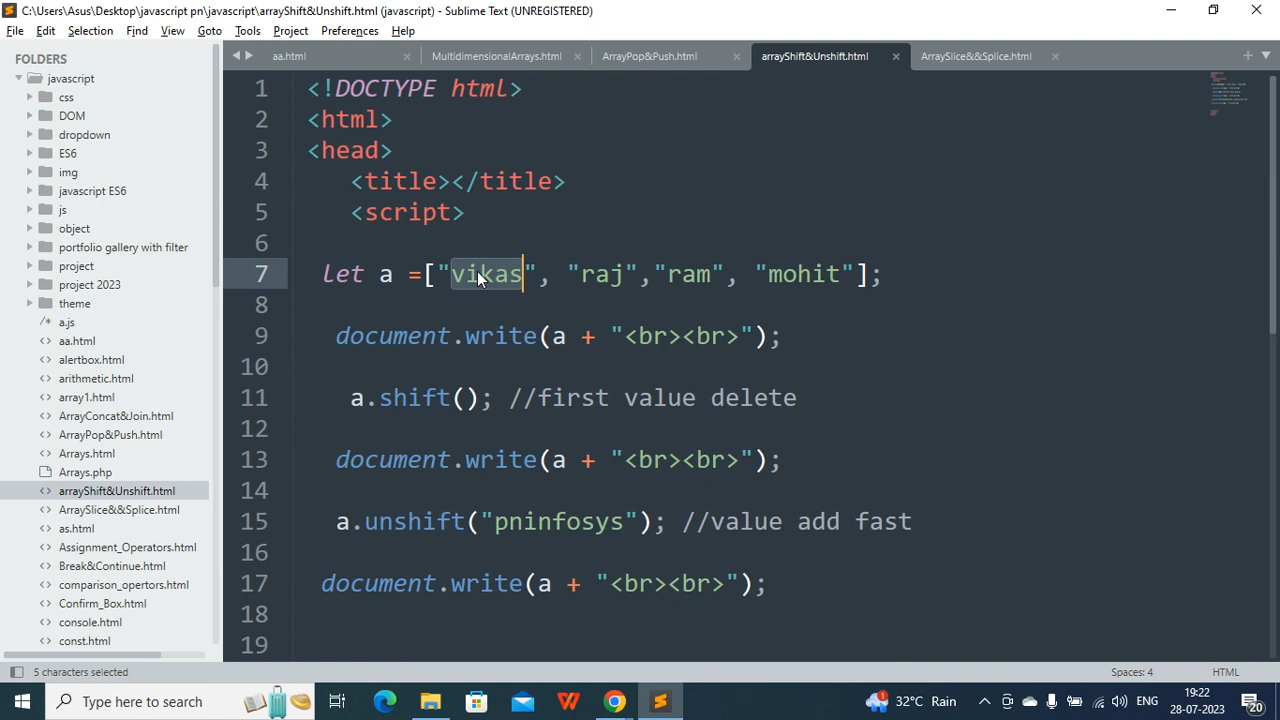 C:\Users\Asus\Desktop\javascript pn\javascript\arrayShift&Unshift.html (javascript) - Sublime Text (UNREGISTERED)
File Edit Selection Find View Goto Tools Project Preferences Help
FOLDERS
javascript
css
DOM
dropdown
ES6
img
javascript ES6
js
object
portfolio gallery with filter
project
project 2023
theme
a.js
aa.html
alertbox.html
arithmetic.html
array1.html
ArrayConcat&Join.html
ArrayPop&Push.html
Arrays.html
Arrays.php
arrayShift&Unshift.html
ArraySlice&&Splice.html
as.html
Assignment_Operators.html
Break&Continue.html
comparison_opertors.html
Confirm_Box.html
console.html
const.html
aa.html MultidimensionalArrays.html ArrayPop&Push.html arrayShift&Unshift.html ArraySlice&&Splice.html
1 <!DOCTYPE html>
2 <html>
3 <head>
4 <title></title>
5 <script>
6
7 let a =["vikas", "raj","ram", "mohit"];
8
9 document.write(a + "<br><br>");
10
11 a.shift(); //first value delete
12
13 document.write(a + "<br><br>");
14
15 a.unshift("pninfosys"); //value add fast
16
17 document.write(a + "<br><br>");
18
19
5 characters selected Spaces: 4 HTML
Type here to search 32°C Rain ENG 19:22 28-07-2023 20